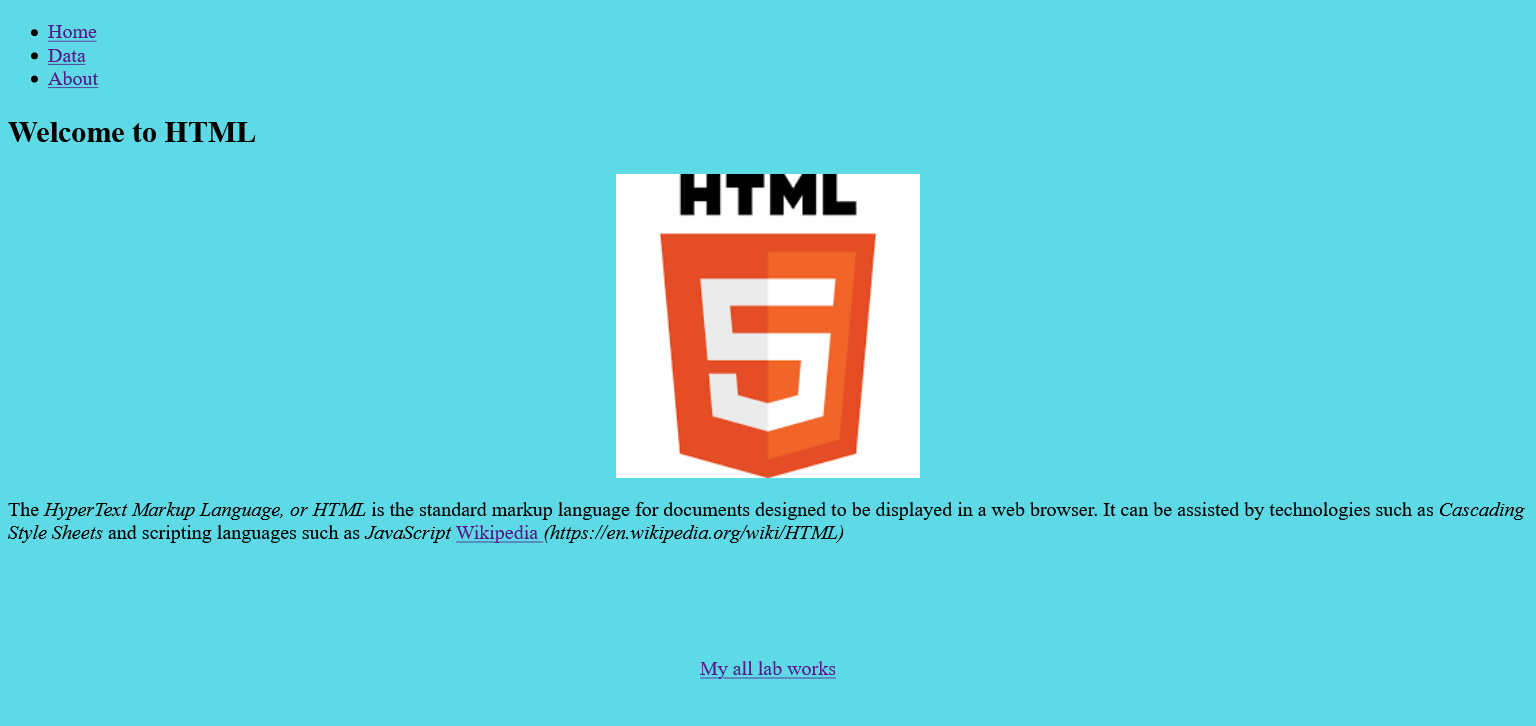 Home
Data
About
Welcome to HTML
HTML
5
The HyperText Markup Language, or HTML is the standard markup language for documents designed to be displayed in a web browser. It can be assisted by technologies such as Cascading
Style Sheets and scripting languages such as JavaScript Wikipedia (https://en.wikipedia.org/wiki/HTML)
My all lab works